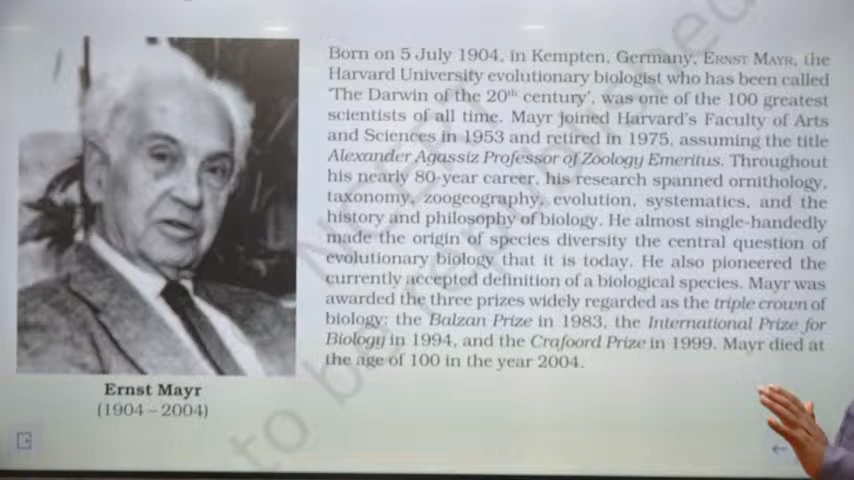 Born on 5 July 1904, in Kempten, Germany, ERNST MAYR, the
Harvard University evolutionary biologist who has been called
'The Darwin of the 20th century', was one of the 100 greatest
scientists of all time. Mayr joined Harvard's Faculty of Arts
and Sciences in 1953 and retired in 1975, assuming the title
Alexander Agassiz Professor of Zoology Emeritus. Throughout
his nearly 80-year career, his research spanned ornithology,
taxonomy, zoogeography, evolution, systematics, and the
history and philosophy of biology. He almost single-handedly
made the origin of species diversity the central question of
evolutionary biology that it is today. He also pioneered the
currently accepted definition of a biological species. Mayr was
awarded the three prizes widely regarded as the triple crown of
biology: the Balzan Prize in 1983, the International Prize for
Biology in 1994, and the Crafoord Prize in 1999. Mayr died at
the age of 100 in the year 2004.
Ernst Mayr
(1904 – 2004)
NCERT
to be republished